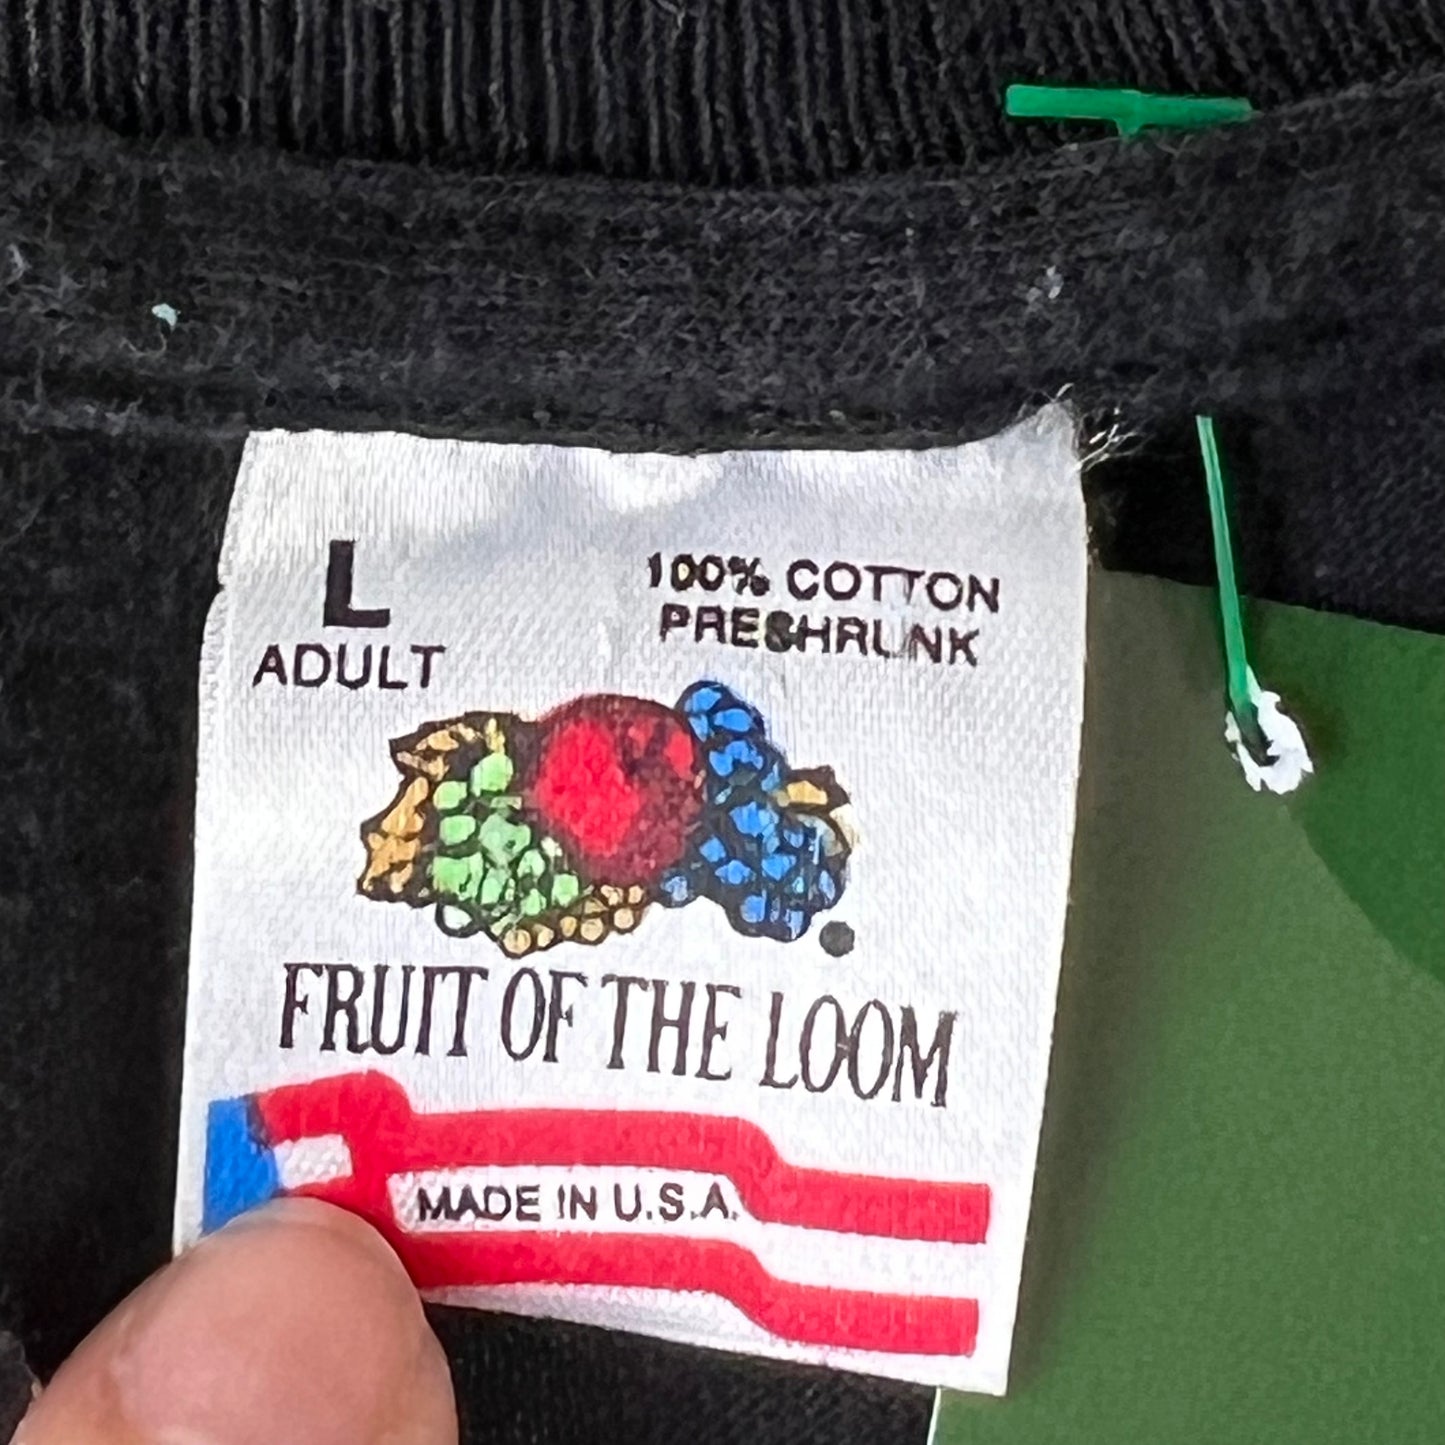 L
ADULT
100% COTTON
PRESHRUNK
FRUIT OF THE LOOM
MADE IN U.S.A.